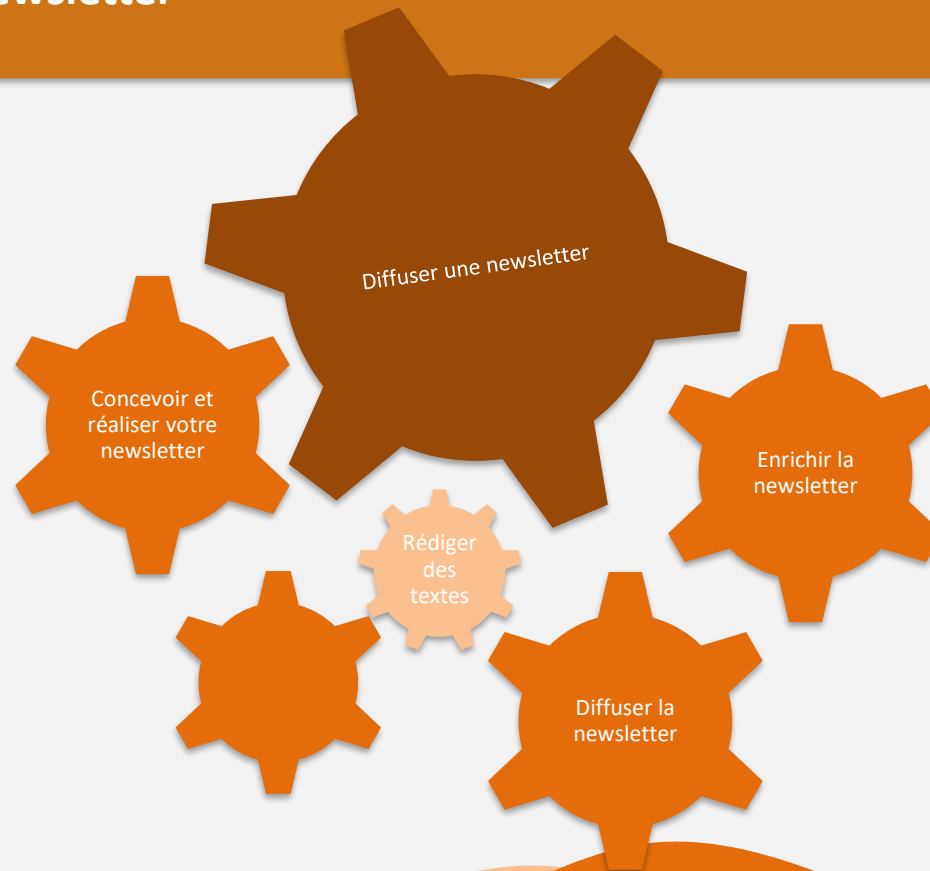 Diffuser une newsletter
Concevoir et
réaliser votre
newsletter
Enrichir la
newsletter
Rédiger
des
textes
Diffuser la
newsletter